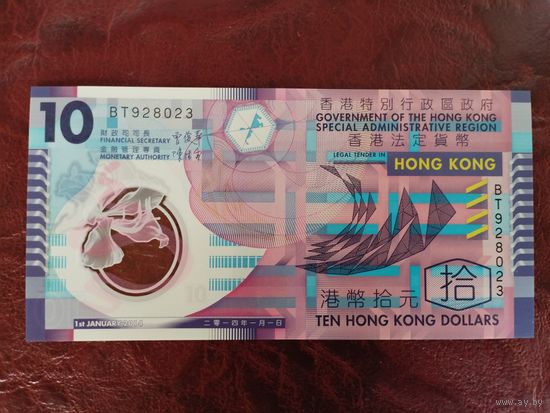 10
BT928023
財政司司長
FINANCIAL SECRETARY
金融管理專員
MONETARY AUTHORITY
香港特別行政區政府
GOVERNMENT OF THE HONG KONG
SPECIAL ADMINISTRATIVE REGION
香港法定貨幣
LEGAL TENDER IN
HONG KONG
BT928023
10
港幣拾元
拾
TEN HONG KONG DOLLARS
1st JANUARY
二零一四年一月一日
www.ay.by